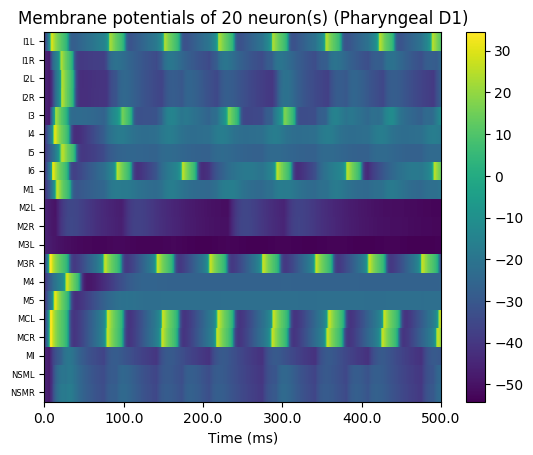 Membrane potentials of 20 neuron(s) (Pharyngeal D1)
I1L
I1R
I2L
I2R
I3
I4
I5
I6
M1
M2L
M2R
M3L
M3R
M4
M5
MCL
MCR
MI
NSML
NSMR
0.0 100.0 200.0 300.0 400.0 500.0
Time (ms)
30
20
10
0
−10
−20
−30
−40
−50